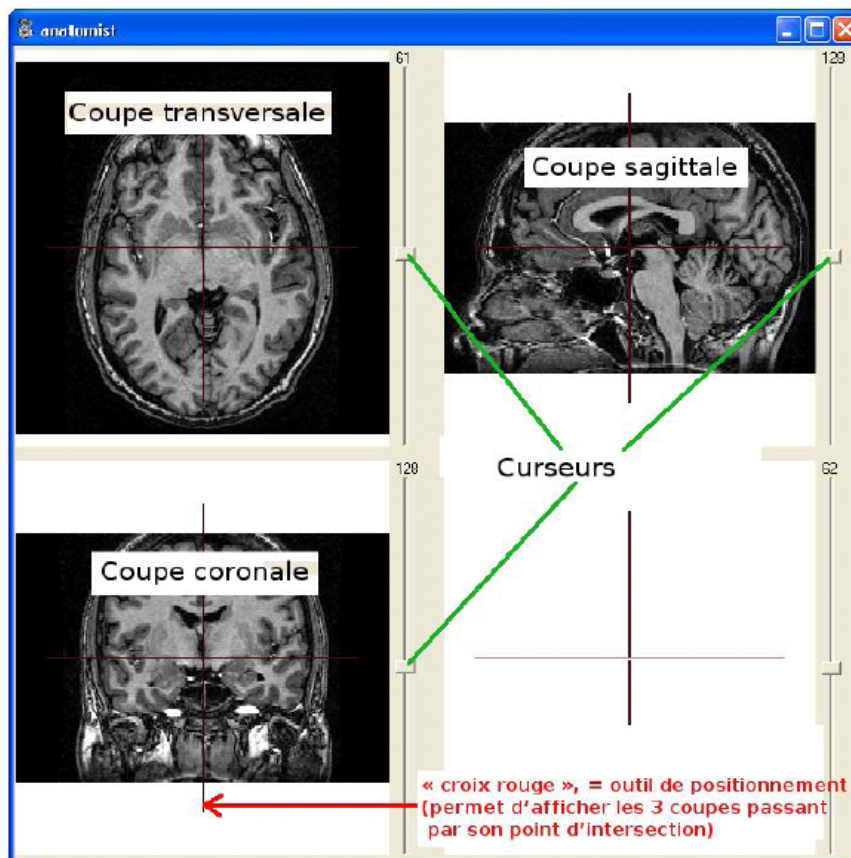 anatomist
61
129
Coupe transversale
Coupe sagittale
Curseurs
128
62
Coupe coronale
« croix rouge », = outil de positionnement
(permet d'afficher les 3 coupes passant
par son point d'intersection)